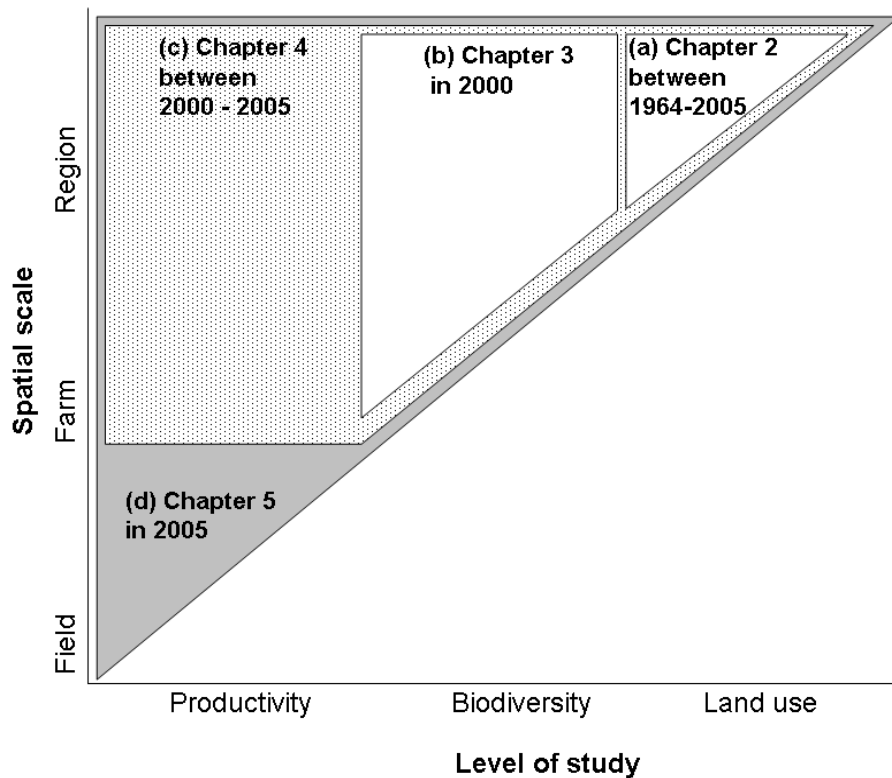 (c) Chapter 4
between
2000 - 2005
(b) Chapter 3
in 2000
(a) Chapter 2
between
1964-2005
(d) Chapter 5
in 2005
Spatial scale
Region
Farm
Field
Productivity
Biodiversity
Land use
Level of study